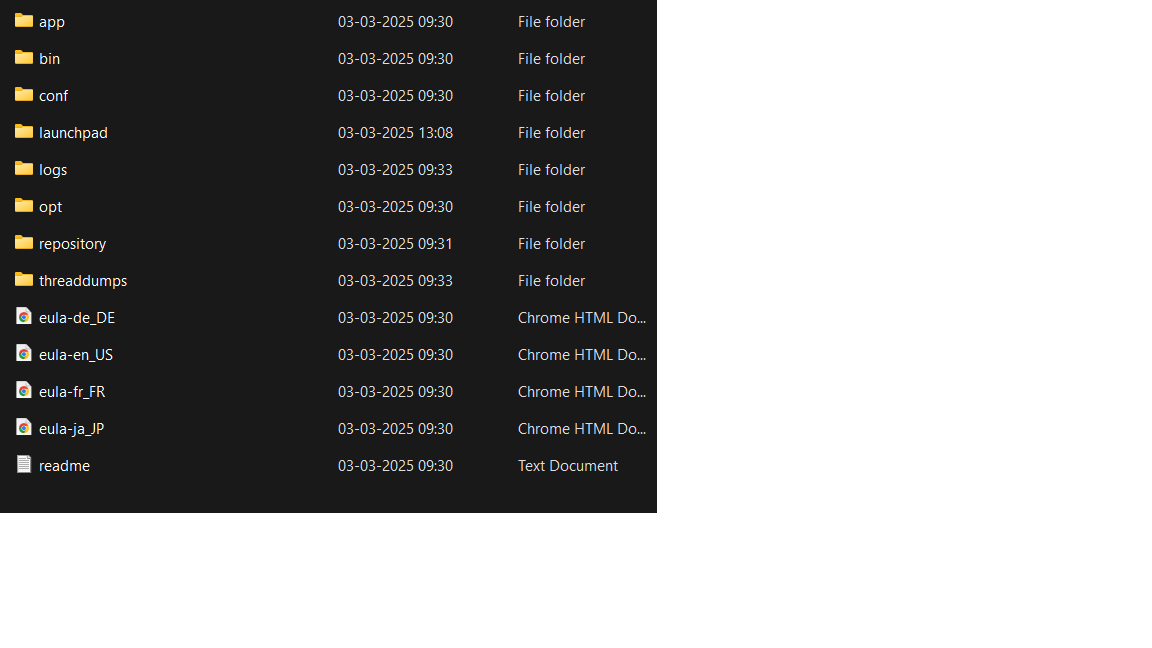 app 03-03-2025 09:30 File folder
bin 03-03-2025 09:30 File folder
conf 03-03-2025 09:30 File folder
launchpad 03-03-2025 13:08 File folder
logs 03-03-2025 09:33 File folder
opt 03-03-2025 09:30 File folder
repository 03-03-2025 09:31 File folder
threaddumps 03-03-2025 09:33 File folder
eula-de_DE 03-03-2025 09:30 Chrome HTML Do...
eula-en_US 03-03-2025 09:30 Chrome HTML Do...
eula-fr_FR 03-03-2025 09:30 Chrome HTML Do...
eula-ja_JP 03-03-2025 09:30 Chrome HTML Do...
readme 03-03-2025 09:30 Text Document